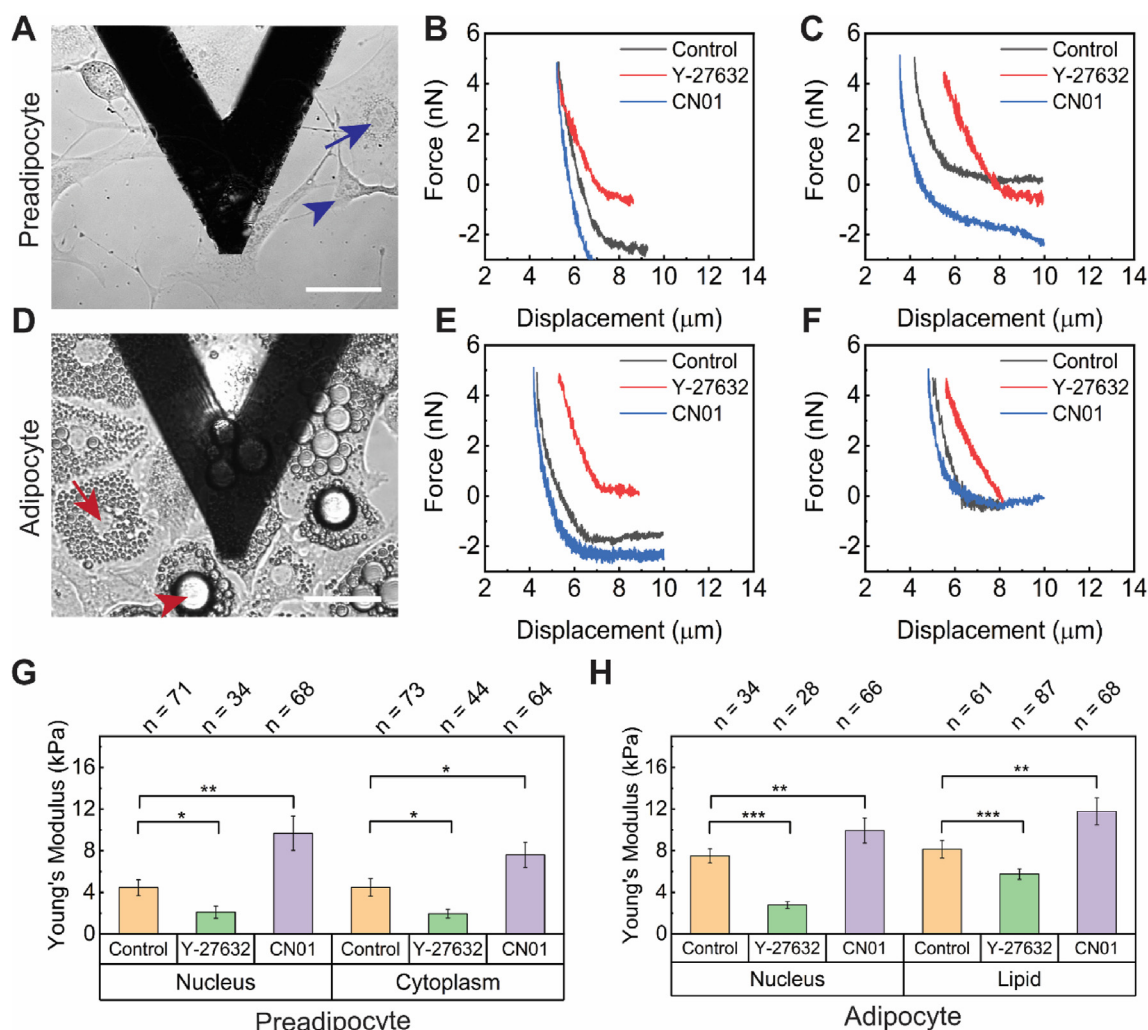 A
Preadipocyte
B
Force (nN)
6
4
2
0
-2
Control
Y-27632
CN01
2 4 6 8 10 12 14
Displacement (μm)
C
Force (nN)
6
4
2
0
-2
Control
Y-27632
CN01
2 4 6 8 10 12 14
Displacement (μm)
D
Adipocyte
E
Force (nN)
6
4
2
0
-2
Control
Y-27632
CN01
2 4 6 8 10 12 14
Displacement (μm)
F
Force (nN)
6
4
2
0
-2
Control
Y-27632
CN01
2 4 6 8 10 12 14
Displacement (μm)
G
n = 71 n = 34 n = 68 n = 73 n = 44 n = 64
Young's Modulus (kPa)
16
12
8
4
0
** *
* *
Control Y-27632 CN01 Control Y-27632 CN01
Nucleus Cytoplasm
Preadipocyte
H
n = 34 n = 28 n = 66 n = 61 n = 87 n = 68
Young's Modulus (kPa)
16
12
8
4
0
** **
*** ***
Control Y-27632 CN01 Control Y-27632 CN01
Nucleus Lipid
Adipocyte